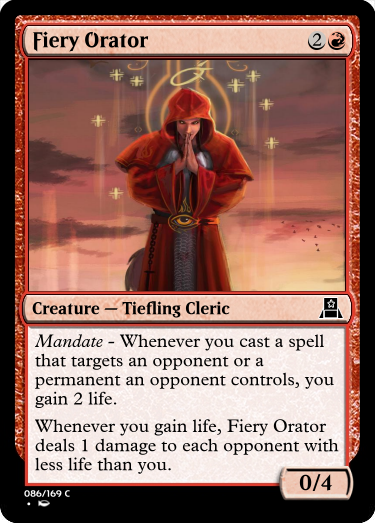 Fiery Orator 2
Creature — Tiefling Cleric
Mandate - Whenever you cast a spell
that targets an opponent or a
permanent an opponent controls, you
gain 2 life.
Whenever you gain life, Fiery Orator
deals 1 damage to each opponent with
less life than you.
0/4
086/169 C